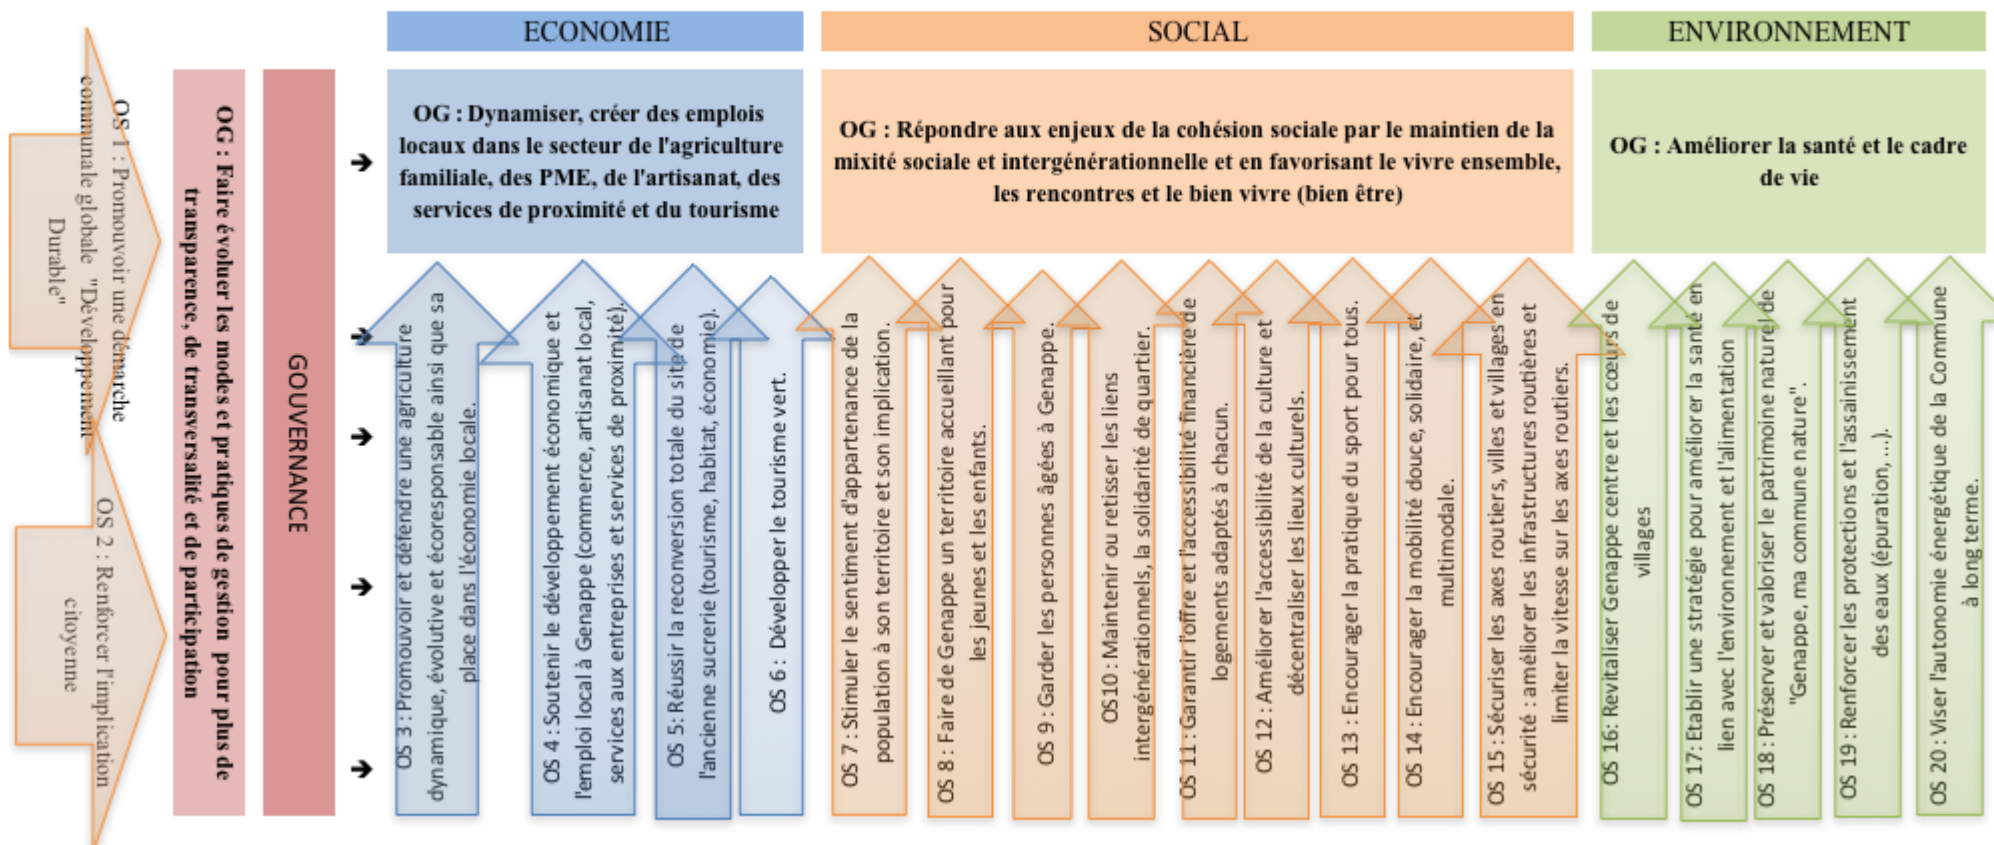 ECONOMIE
SOCIAL
ENVIRONNEMENT
OS 1 : Promouvoir une démarche
communale globale "Développement
Durable"
OS 2 : Renforcer l'implication
citoyenne
OG : Faire évoluer les modes et pratiques de gestion pour plus de
transparence, de transversalité et de participation
GOUVERNANCE
OG : Dynamiser, créer des emplois
locaux dans le secteur de l'agriculture
familiale, des PME, de l'artisanat, des
services de proximité et du tourisme
OG : Répondre aux enjeux de la cohésion sociale par le maintien de la
mixité sociale et intergénérationnelle et en favorisant le vivre ensemble,
les rencontres et le bien vivre (bien être)
OG : Améliorer la santé et le cadre
de vie
OS 3 : Promouvoir et défendre une agriculture
dynamique, évolutive et écoresponsable ainsi que sa
place dans l'économie locale.
OS 4 : Soutenir le développement économique et
l'emploi local à Genappe (commerce, artisanat local,
services aux entreprises et services de proximité).
OS 5 : Réussir la reconversion totale du site de
l'ancienne sucrerie (tourisme, habitat, économie).
OS 6 : Développer le tourisme vert.
OS 7 : Stimuler le sentiment d'appartenance de la
population à son territoire et son implication.
OS 8 : Faire de Genappe un territoire accueillant pour
les jeunes et les enfants.
OS 9 : Garder les personnes âgées à Genappe.
OS10 : Maintenir ou retisser les liens
intergénérationnels, la solidarité de quartier.
OS 11 : Garantir l'offre et l'accessibilité financière de
logements adaptés à chacun.
OS 12 : Améliorer l'accessibilité de la culture et
décentraliser les lieux culturels.
OS 13 : Encourager la pratique du sport pour tous.
OS 14 : Encourager la mobilité douce, solidaire, et
multimodale.
OS 15 : Sécuriser les axes routiers, villes et villages en
sécurité : améliorer les infrastructures routières et
limiter la vitesse sur les axes routiers.
OS 16: Revitaliser Genappe centre et les cœurs de
villages
OS 17: Etablir une stratégie pour améliorer la santé en
lien avec l'environnement et l'alimentation
OS 18 : Préserver et valoriser le patrimoine naturel de
"Genappe, ma commune nature".
OS 19 : Renforcer les protections et l'assainissement
des eaux (épuration, ...).
OS 20 : Viser l'autonomie énergétique de la Commune
à long terme.